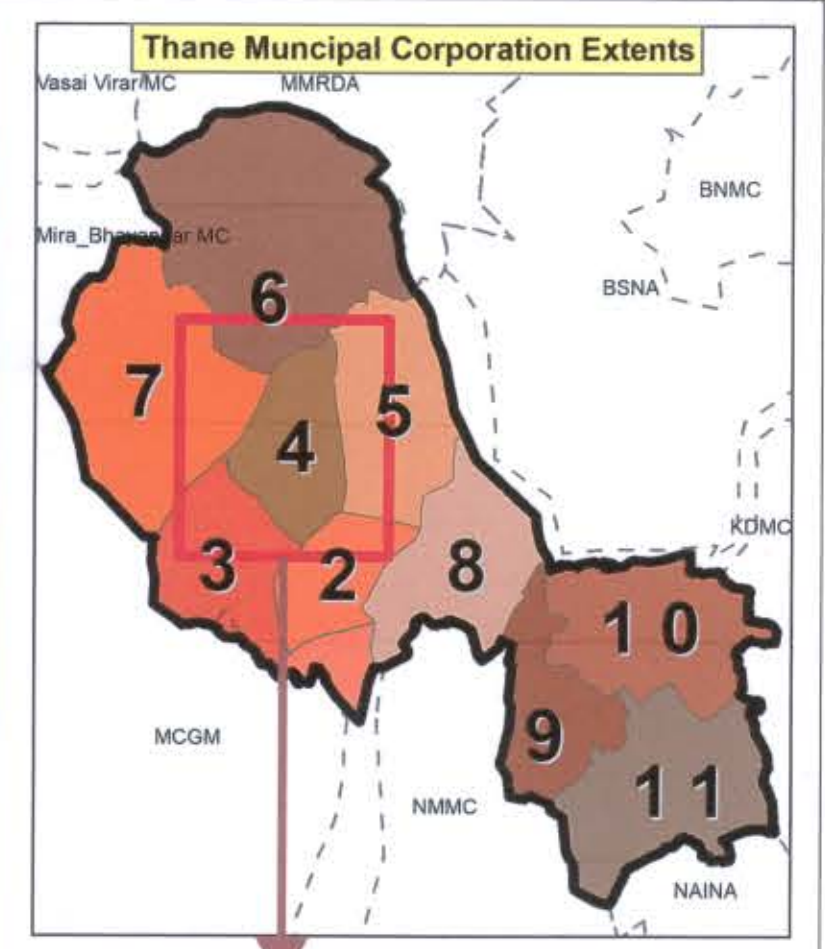 Thane Muncipal Corporation Extents
Vasai Virar MC
MMRDA
BNMC
Mira_Bhayandar MC
BSNA
6
7
5
4
KDMC
3
2
8
10
9
MCGM
11
NMMC
NAINA